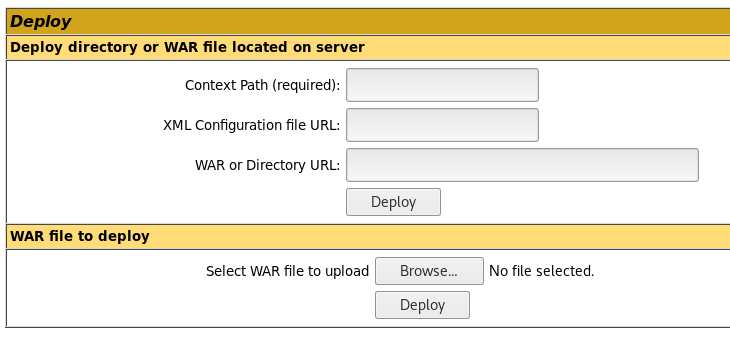 Deploy
Deploy directory or WAR file located on server
Context Path (required):
XML Configuration file URL:
WAR or Directory URL:
Deploy
WAR file to deploy
Select WAR file to upload Browse... No file selected.
Deploy